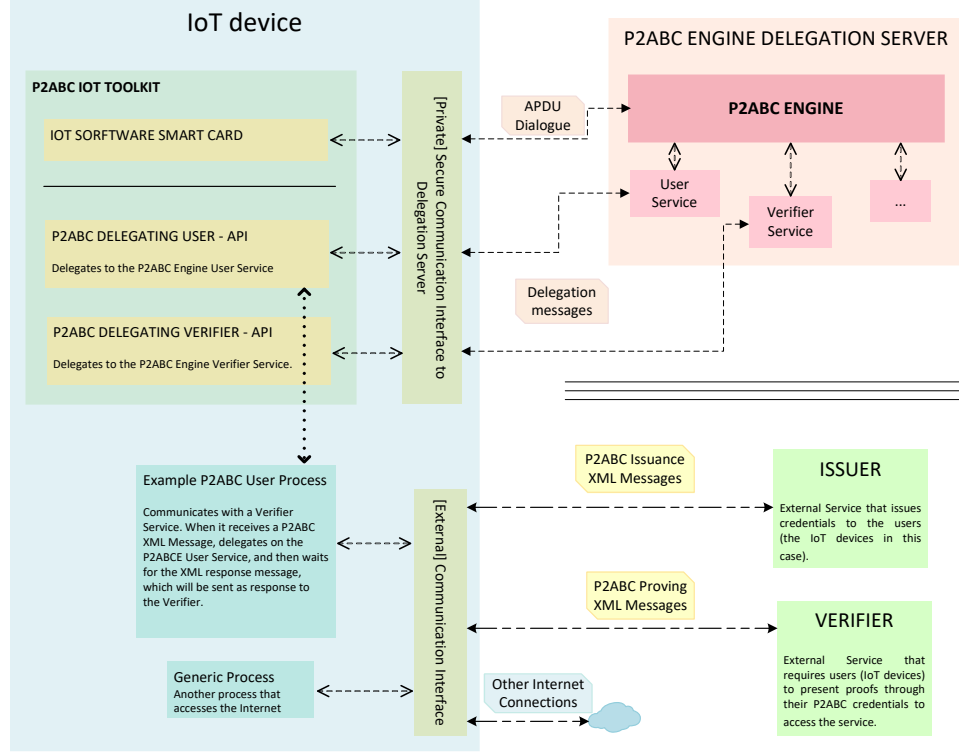 IoT device
P2ABC IOT TOOLKIT
IOT SORFTWARE SMART CARD
P2ABC DELEGATING USER - API
Delegates to the P2ABC Engine User Service
P2ABC DELEGATING VERIFIER - API
Delegates to the P2ABC Engine Verifier Service.
[Private] Secure Communication Interface to
Delegation Server
APDU
Dialogue
Delegation
messages
P2ABC ENGINE DELEGATION SERVER
P2ABC ENGINE
User
Service
Verifier
Service
...
Example P2ABC User Process
Communicates with a Verifier
Service. When it receives a P2ABC
XML Message, delegates on the
P2ABCE User Service, and then waits
for the XML response message,
which will be sent as response to
the Verifier.
Generic Process
Another process that
accesses the Internet
[External] Communication Interface
P2ABC Issuance
XML Messages
P2ABC Proving
XML Messages
Other Internet
Connections
ISSUER
External Service that issues
credentials to the users
(the IoT devices in this
case).
VERIFIER
External Service that
requires users (IoT devices)
to present proofs through
their P2ABC credentials to
access the service.